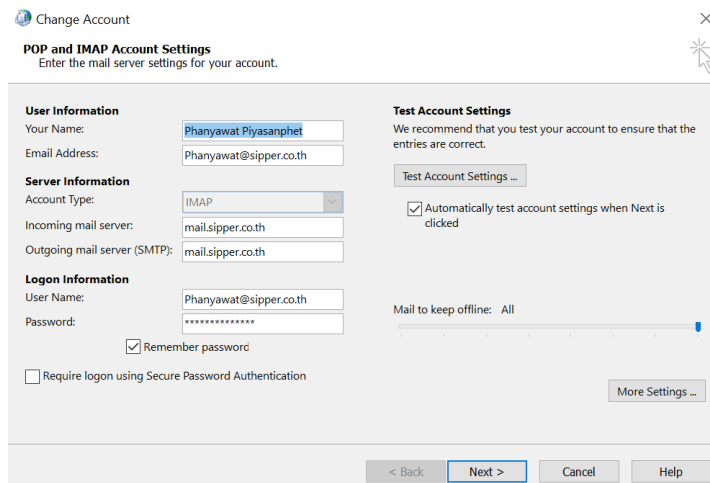 Change Account
POP and IMAP Account Settings
Enter the mail server settings for your account.
User Information
Your Name: Phanyawat Piyasanphet
Email Address: Phanyawat@sipper.co.th
Server Information
Account Type: IMAP
Incoming mail server: mail.sipper.co.th
Outgoing mail server (SMTP): mail.sipper.co.th
Logon Information
User Name: Phanyawat@sipper.co.th
Password: **************
Remember password
Require logon using Secure Password Authentication
Test Account Settings
We recommend that you test your account to ensure that the
entries are correct.
Test Account Settings ...
Automatically test account settings when Next is
clicked
Mail to keep offline: All
More Settings ...
< Back
Next >
Cancel
Help